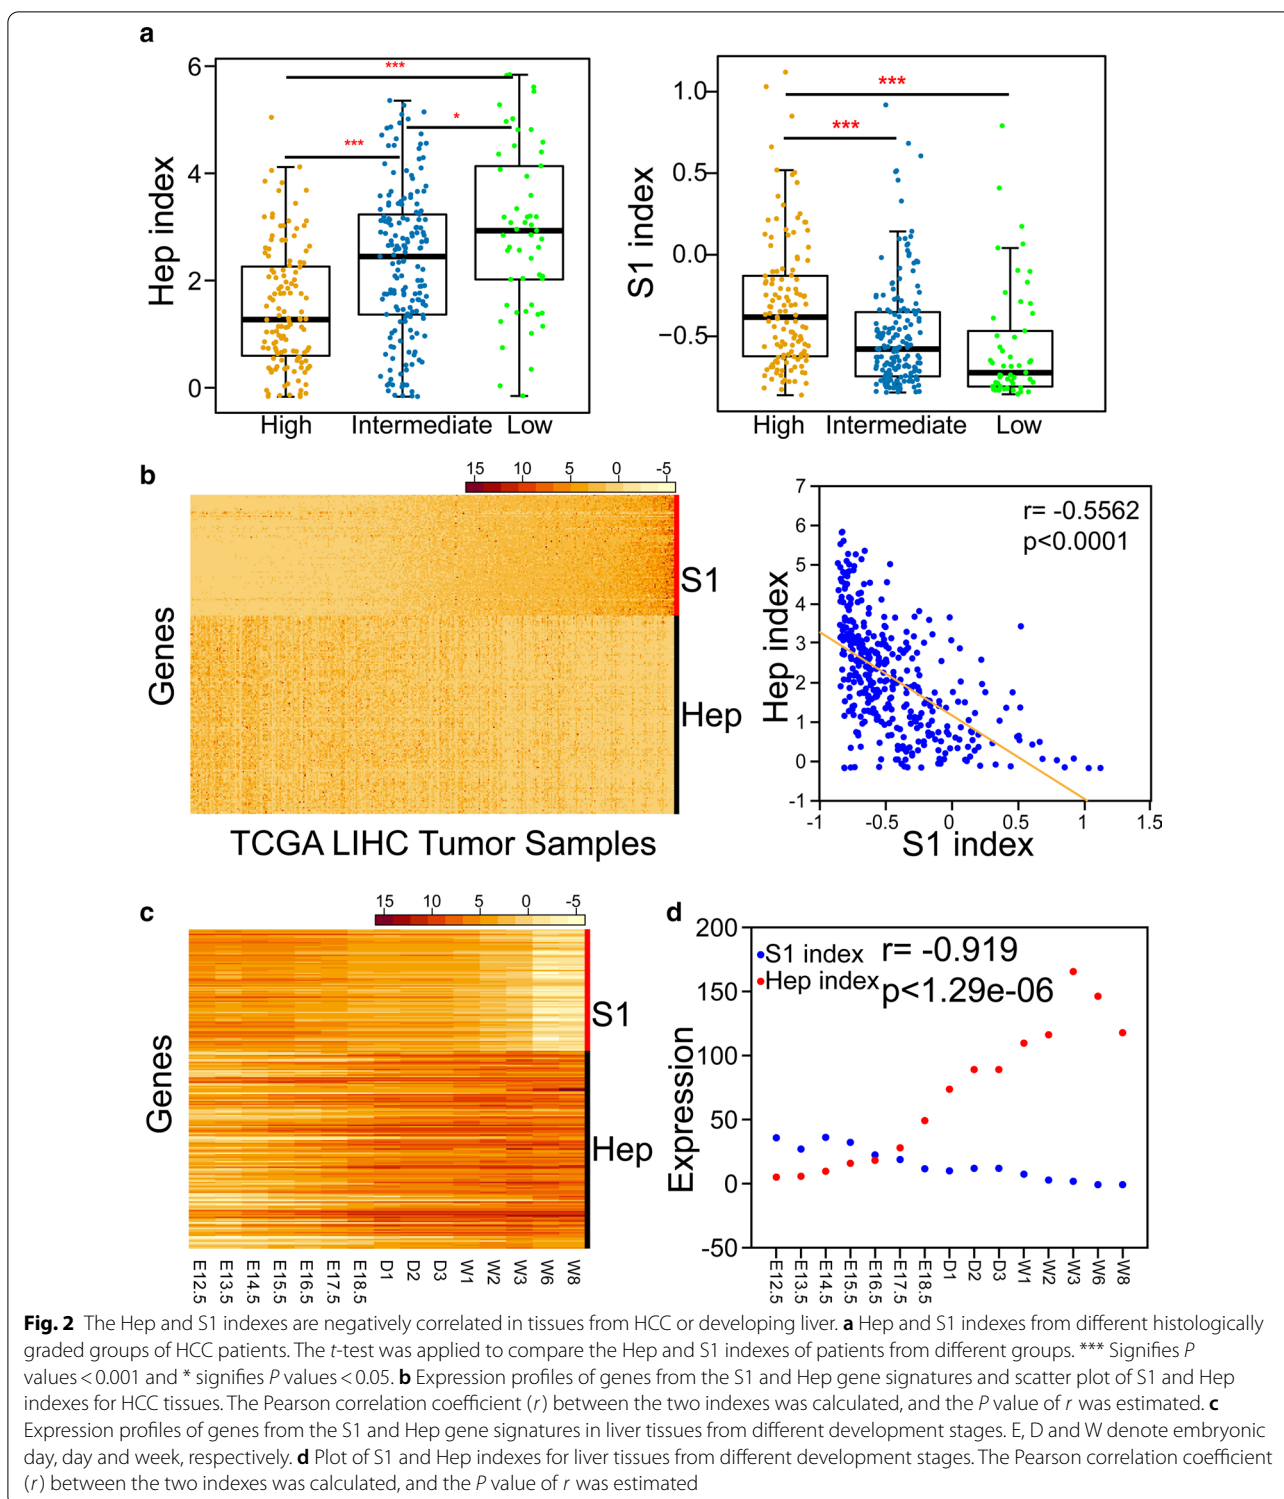 a
6
4
2
0
Hep index
***
***
*
High Intermediate Low
1.0
0.5
0.0
−0.5
S1 index
***
***
High Intermediate Low
b
15 10 5 0 -5
Genes
S1
Hep
TCGA LIHC Tumor Samples
7
6
5
4
3
2
1
0
-1
Hep index
r= -0.5562
p<0.0001
-1 -0.5 0 0.5 1 1.5
S1 index
c
15 10 5 0 -5
Genes
S1
Hep
E12.5 E13.5 E14.5 E15.5 E16.5 E17.5 E18.5 D1 D2 D3 W1 W2 W3 W6 W8
d
200
150
100
50
0
-50
Expression
S1 index
Hep index
r= -0.919
p<1.29e-06
E12.5 E13.5 E14.5 E15.5 E16.5 E17.5 E18.5 D1 D2 D3 W1 W2 W3 W6 W8
Fig. 2 The Hep and S1 indexes are negatively correlated in tissues from HCC or developing liver. a Hep and S1 indexes from different histologically
graded groups of HCC patients. The t-test was applied to compare the Hep and S1 indexes of patients from different groups. *** Signifies P
values < 0.001 and * signifies P values < 0.05. b Expression profiles of genes from the S1 and Hep gene signatures and scatter plot of S1 and Hep
indexes for HCC tissues. The Pearson correlation coefficient (r) between the two indexes was calculated, and the P value of r was estimated. c
Expression profiles of genes from the S1 and Hep gene signatures in liver tissues from different development stages. E, D and W denote embryonic
day, day and week, respectively. d Plot of S1 and Hep indexes for liver tissues from different development stages. The Pearson correlation coefficient
(r) between the two indexes was calculated, and the P value of r was estimated